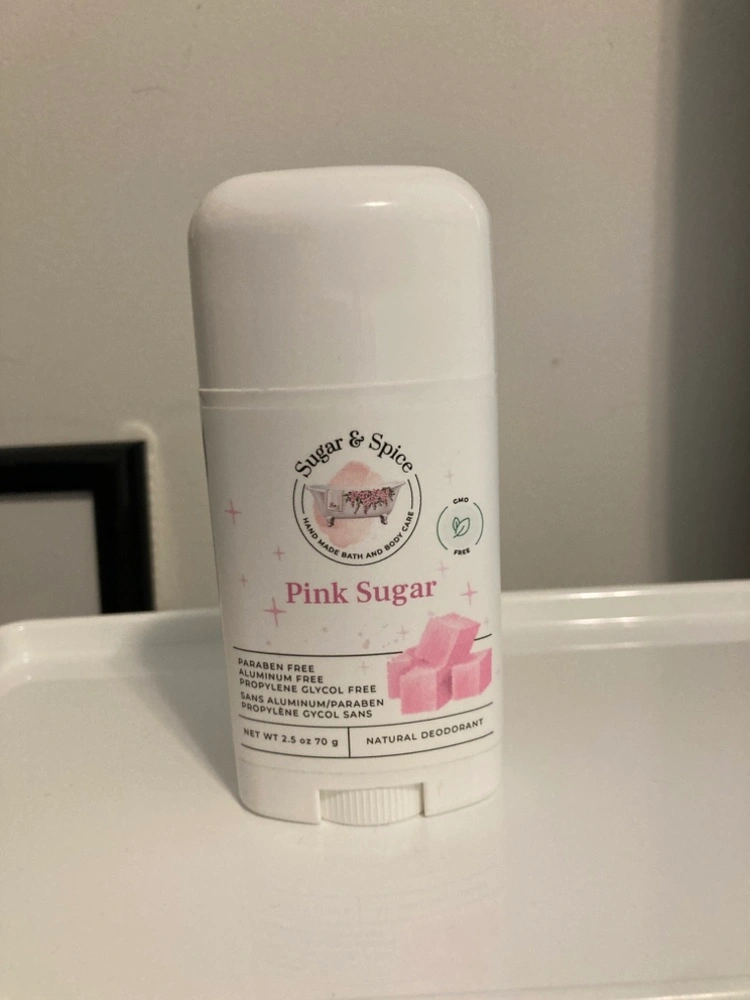 Sugar & Spice
HAND MADE BATH AND BODY CARE
GMO
FREE
Pink Sugar
PARABEN FREE
ALUMINUM FREE
PROPYLENE GLYCOL FREE
SANS ALUMINUM/PARABEN
PROPYLÈNE GYCOL SANS
NET WT 2.5 oz 70 g
NATURAL DEODORANT